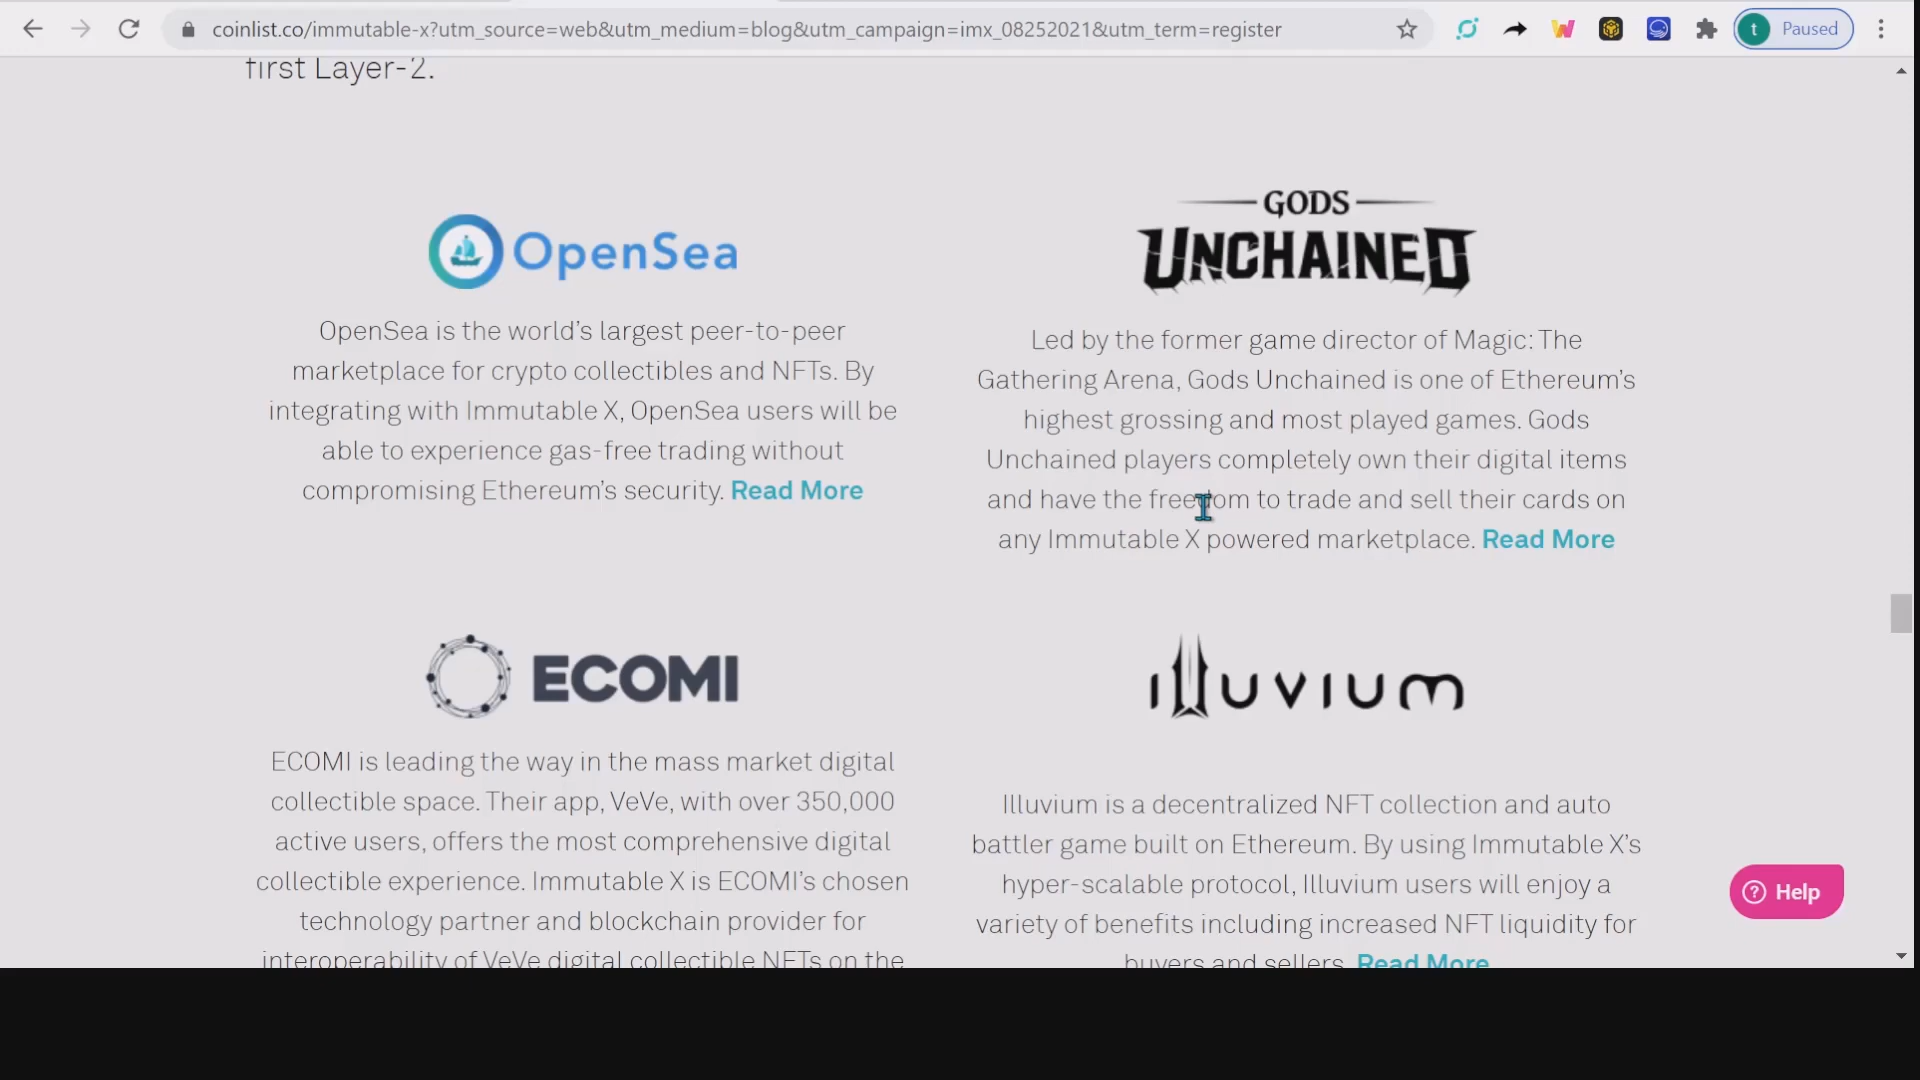 coinlist.co/immutable-x?utm_source=web&utm_medium=blog&utm_campaign=imx_08252021&utm_term=register
t
Paused
first Layer-2.
OpenSea
OpenSea is the world’s largest peer-to-peer
marketplace for crypto collectibles and NFTs. By
integrating with Immutable X, OpenSea users will be
able to experience gas-free trading without
compromising Ethereum’s security. Read More
GODS
UNCHAINED
Led by the former game director of Magic: The
Gathering Arena, Gods Unchained is one of Ethereum’s
highest grossing and most played games. Gods
Unchained players completely own their digital items
and have the freedom to trade and sell their cards on
any Immutable X powered marketplace. Read More
ECOMI
ECOMI is leading the way in the mass market digital
collectible space. Their app, VeVe, with over 350,000
active users, offers the most comprehensive digital
collectible experience. Immutable X is ECOMI’s chosen
technology partner and blockchain provider for
interoperability of VeVe digital collectible NFTs on the
illuvium
Illuvium is a decentralized NFT collection and auto
battler game built on Ethereum. By using Immutable X’s
hyper-scalable protocol, Illuvium users will enjoy a
variety of benefits including increased NFT liquidity for
buyers and sellers. Read More
Help